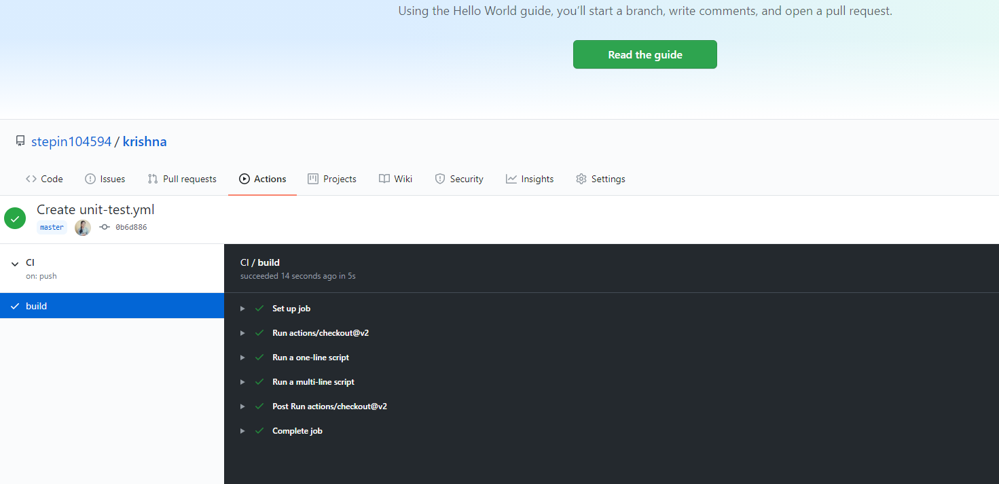 Using the Hello World guide, you’ll start a branch, write comments, and open a pull request.
Read the guide
stepin104594 / krishna
Code Issues Pull requests Actions Projects Wiki Security Insights Settings
Create unit-test.yml
master 0b6d886
CI
on: push
build
CI / build
succeeded 14 seconds ago in 5s
Set up job
Run actions/checkout@v2
Run a one-line script
Run a multi-line script
Post Run actions/checkout@v2
Complete job